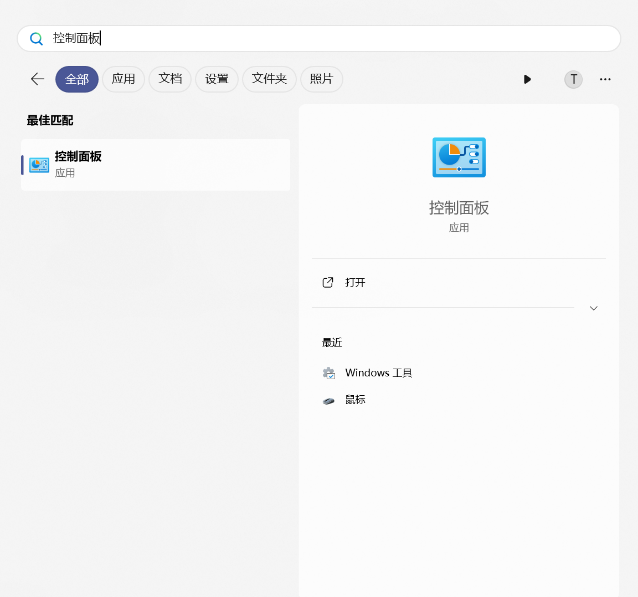 控制面板
全部 应用 文档 设置 文件夹 照片 T
最佳匹配
控制面板
应用
控制面板
应用
打开
最近
Windows 工具
鼠标